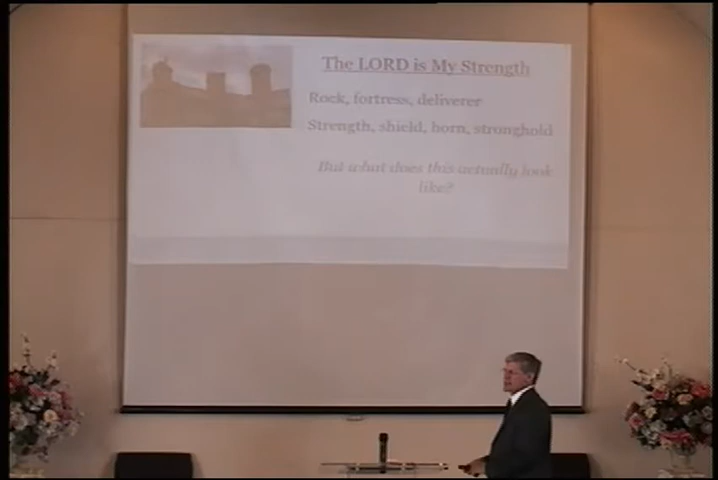 The LORD is My Strength
Rock, fortress, deliverer
Strength, shield, horn, stronghold
But what does this actually look
like?